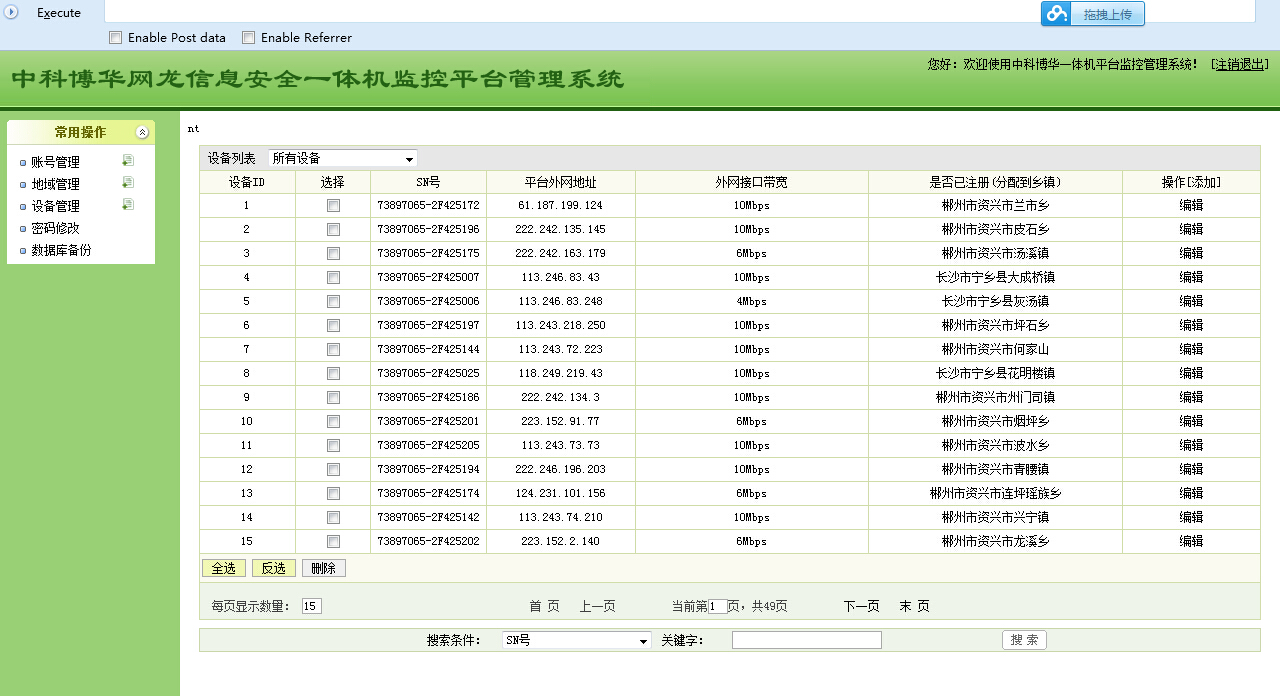 Execute
拖拽上传
Enable Post data Enable Referrer
中科博华网龙信息安全一体机监控平台管理系统
您好：欢迎使用中科博华一体机平台监控管理系统！ [注销退出]
常用操作
账号管理
地域管理
设备管理
密码修改
数据库备份
nt
设备列表 所有设备
设备ID 选择 SN号 平台外网地址 外网接口带宽 是否已注册(分配到乡镇) 操作[添加]
1 73897065-2F425172 61.187.199.124 10Mbps 郴州市资兴市兰市乡 编辑
2 73897065-2F425196 222.242.135.145 10Mbps 郴州市资兴市皮石乡 编辑
3 73897065-2F425175 222.242.163.179 6Mbps 郴州市资兴市汤溪镇 编辑
4 73897065-2F425007 113.246.83.43 10Mbps 长沙市宁乡县大成桥镇 编辑
5 73897065-2F425006 113.246.83.248 4Mbps 长沙市宁乡县灰汤镇 编辑
6 73897065-2F425197 113.243.218.250 10Mbps 郴州市资兴市坪石乡 编辑
7 73897065-2F425144 113.243.72.223 10Mbps 郴州市资兴市何家山 编辑
8 73897065-2F425025 118.249.219.43 10Mbps 长沙市宁乡县花明楼镇 编辑
9 73897065-2F425186 222.242.134.3 10Mbps 郴州市资兴市州门司镇 编辑
10 73897065-2F425201 223.152.91.77 6Mbps 郴州市资兴市烟坪乡 编辑
11 73897065-2F425205 113.243.73.73 10Mbps 郴州市资兴市波水乡 编辑
12 73897065-2F425194 222.246.196.203 10Mbps 郴州市资兴市青腰镇 编辑
13 73897065-2F425174 124.231.101.156 6Mbps 郴州市资兴市连坪瑶族乡 编辑
14 73897065-2F425142 113.243.74.210 10Mbps 郴州市资兴市兴宁镇 编辑
15 73897065-2F425202 223.152.2.140 6Mbps 郴州市资兴市龙溪乡 编辑
全选 反选 删除
每页显示数量： 15 首 页 上一页 当前第1页，共49页 下一页 末 页
搜索条件： SN号 关键字： 搜 索